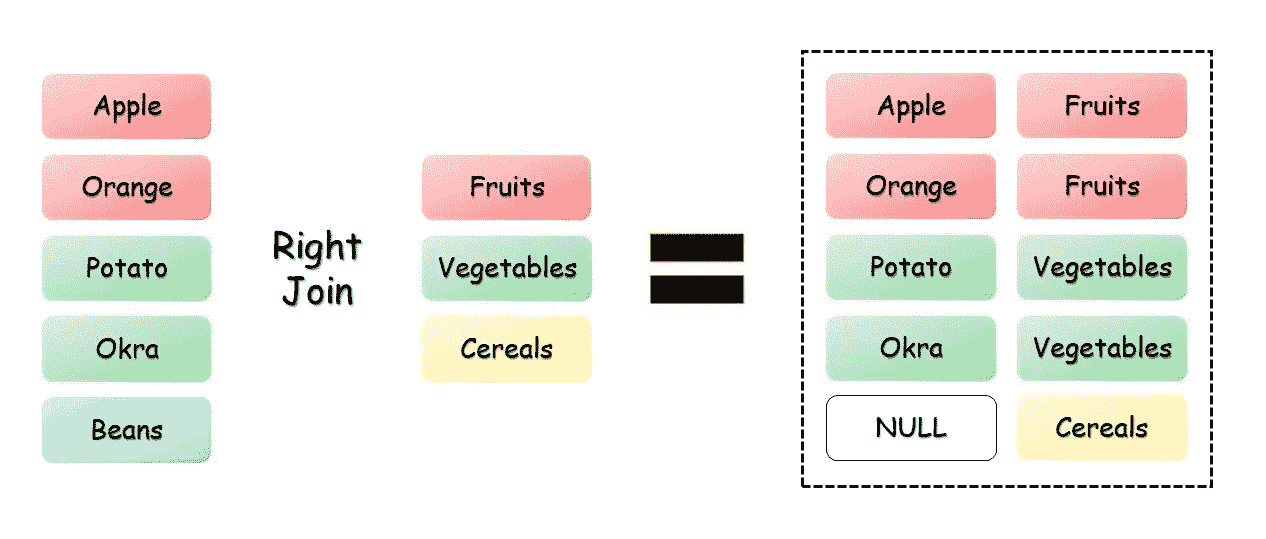 Apple
Orange
Potato
Okra
Beans
Right
Join
Fruits
Vegetables
Cereals
Apple Fruits
Orange Fruits
Potato Vegetables
Okra Vegetables
NULL Cereals